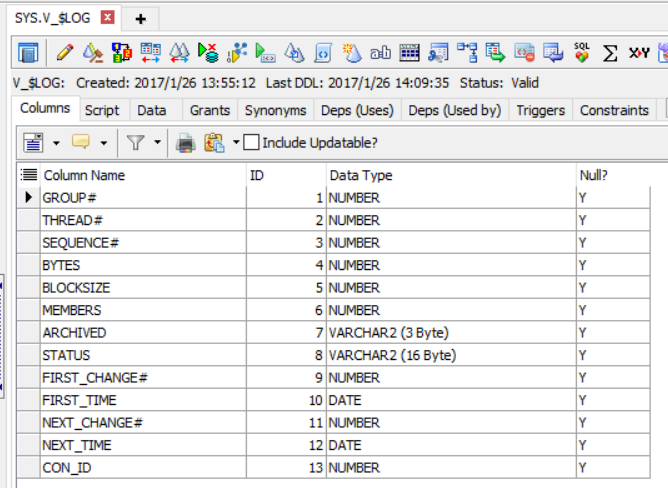 SYS.V_$LOG
V_$LOG: Created: 2017/1/26 13:55:12 Last DDL: 2017/1/26 14:09:35 Status: Valid
Columns Script Data Grants Synonyms Deps (Uses) Deps (Used by) Triggers Constraints
Include Updatable?
Column Name ID Data Type Null?
GROUP# 1 NUMBER Y
THREAD# 2 NUMBER Y
SEQUENCE# 3 NUMBER Y
BYTES 4 NUMBER Y
BLOCKSIZE 5 NUMBER Y
MEMBERS 6 NUMBER Y
ARCHIVED 7 VARCHAR2 (3 Byte) Y
STATUS 8 VARCHAR2 (16 Byte) Y
FIRST_CHANGE# 9 NUMBER Y
FIRST_TIME 10 DATE Y
NEXT_CHANGE# 11 NUMBER Y
NEXT_TIME 12 DATE Y
CON_ID 13 NUMBER Y